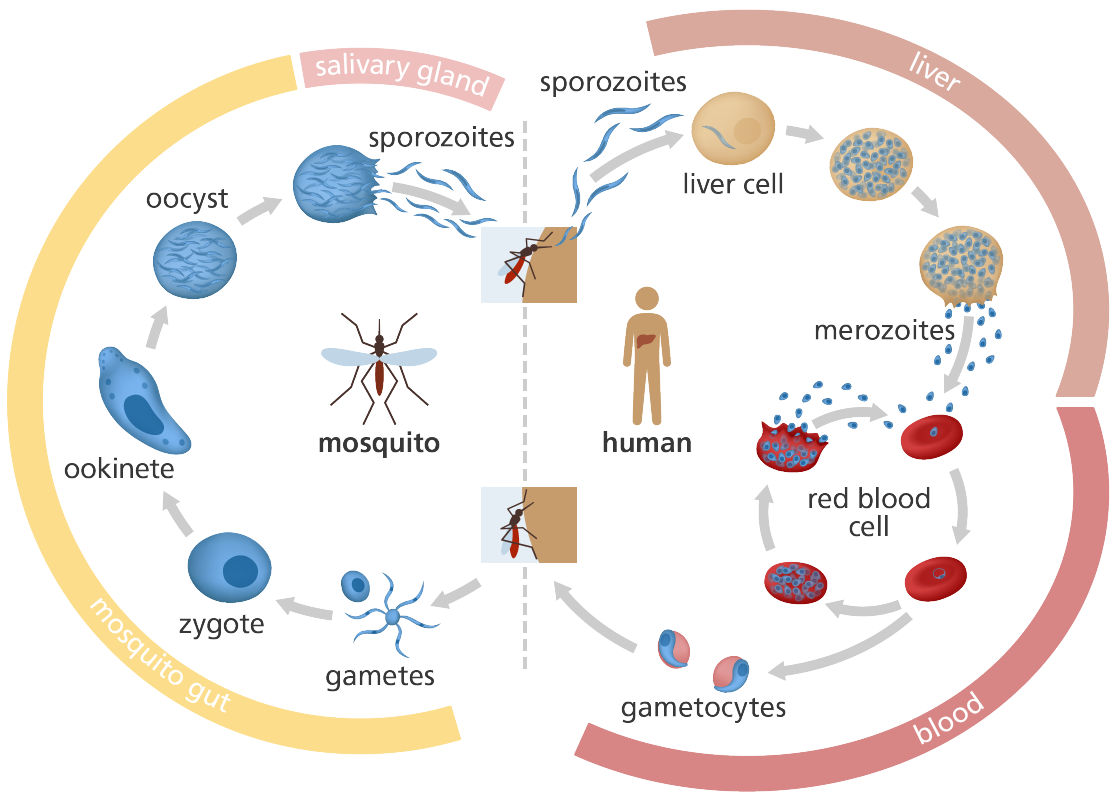 salivary gland
sporozoites
oocyst
ookinete
zygote
gametes
mosquito gut
mosquito
sporozoites
liver
liver cell
merozoites
human
red blood
cell
gametocytes
blood